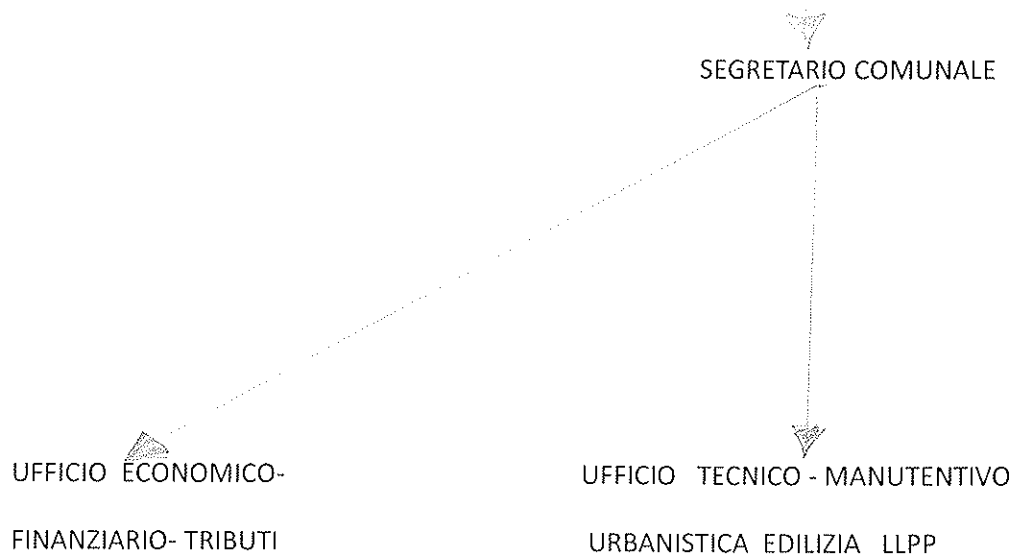 SEGRETARIO COMUNALE
UFFICIO ECONOMICO-
FINANZIARIO- TRIBUTI
UFFICIO TECNICO - MANUTENTIVO
URBANISTICA EDILIZIA LLPP